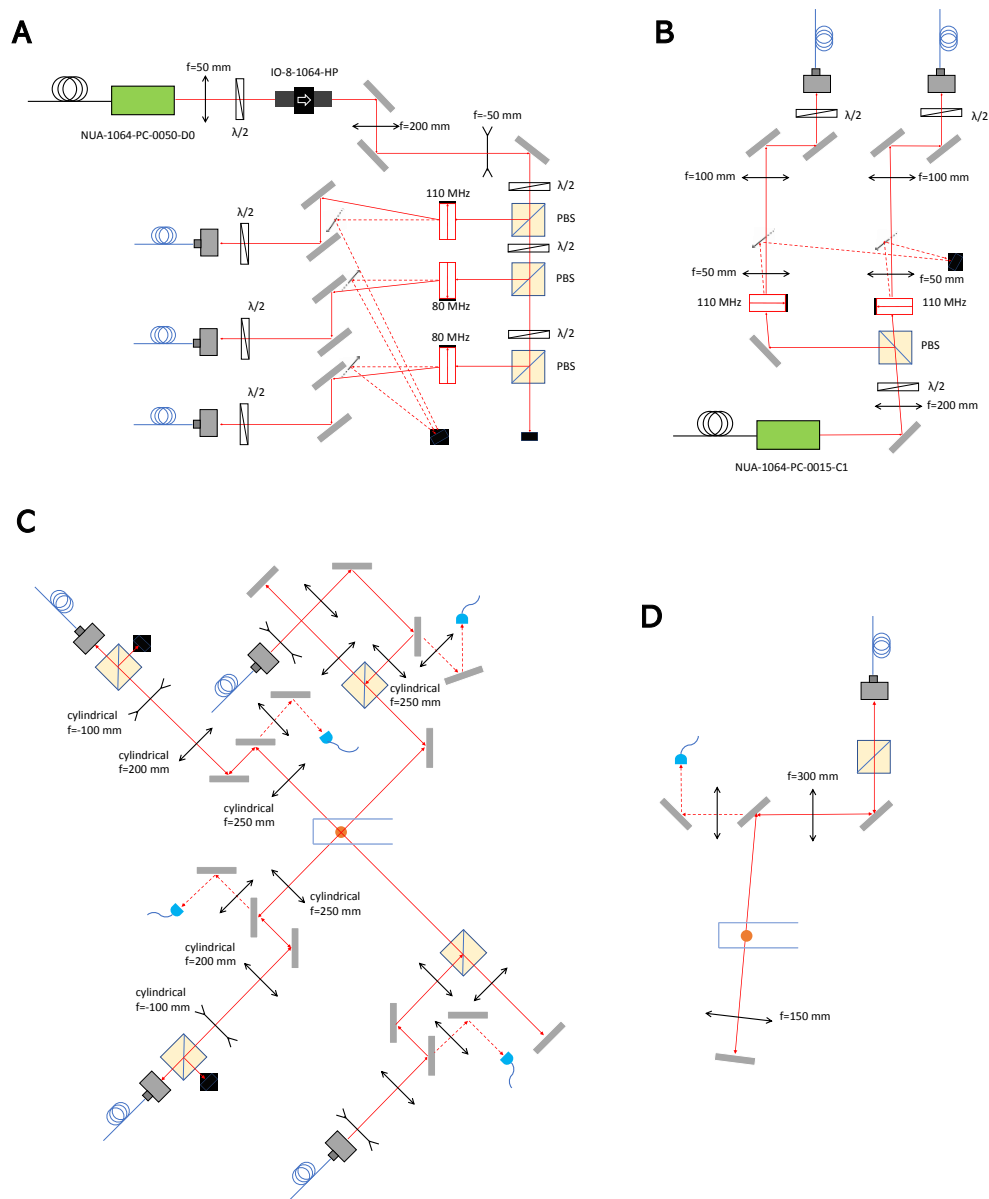 A
f=50 mm
IO-8-1064-HP
λ/2
NUA-1064-PC-0050-D0
f=200 mm
f=-50 mm
λ/2
110 MHz
PBS
λ/2
λ/2
80 MHz
PBS
λ/2
80 MHz
λ/2
PBS
λ/2
B
λ/2
λ/2
f=100 mm
f=100 mm
f=50 mm
f=50 mm
110 MHz
110 MHz
PBS
λ/2
f=200 mm
NUA-1064-PC-0015-C1
C
cylindrical
f=250 mm
cylindrical
f=-100 mm
cylindrical
f=200 mm
cylindrical
f=250 mm
cylindrical
f=250 mm
cylindrical
f=200 mm
cylindrical
f=-100 mm
D
f=300 mm
f=150 mm